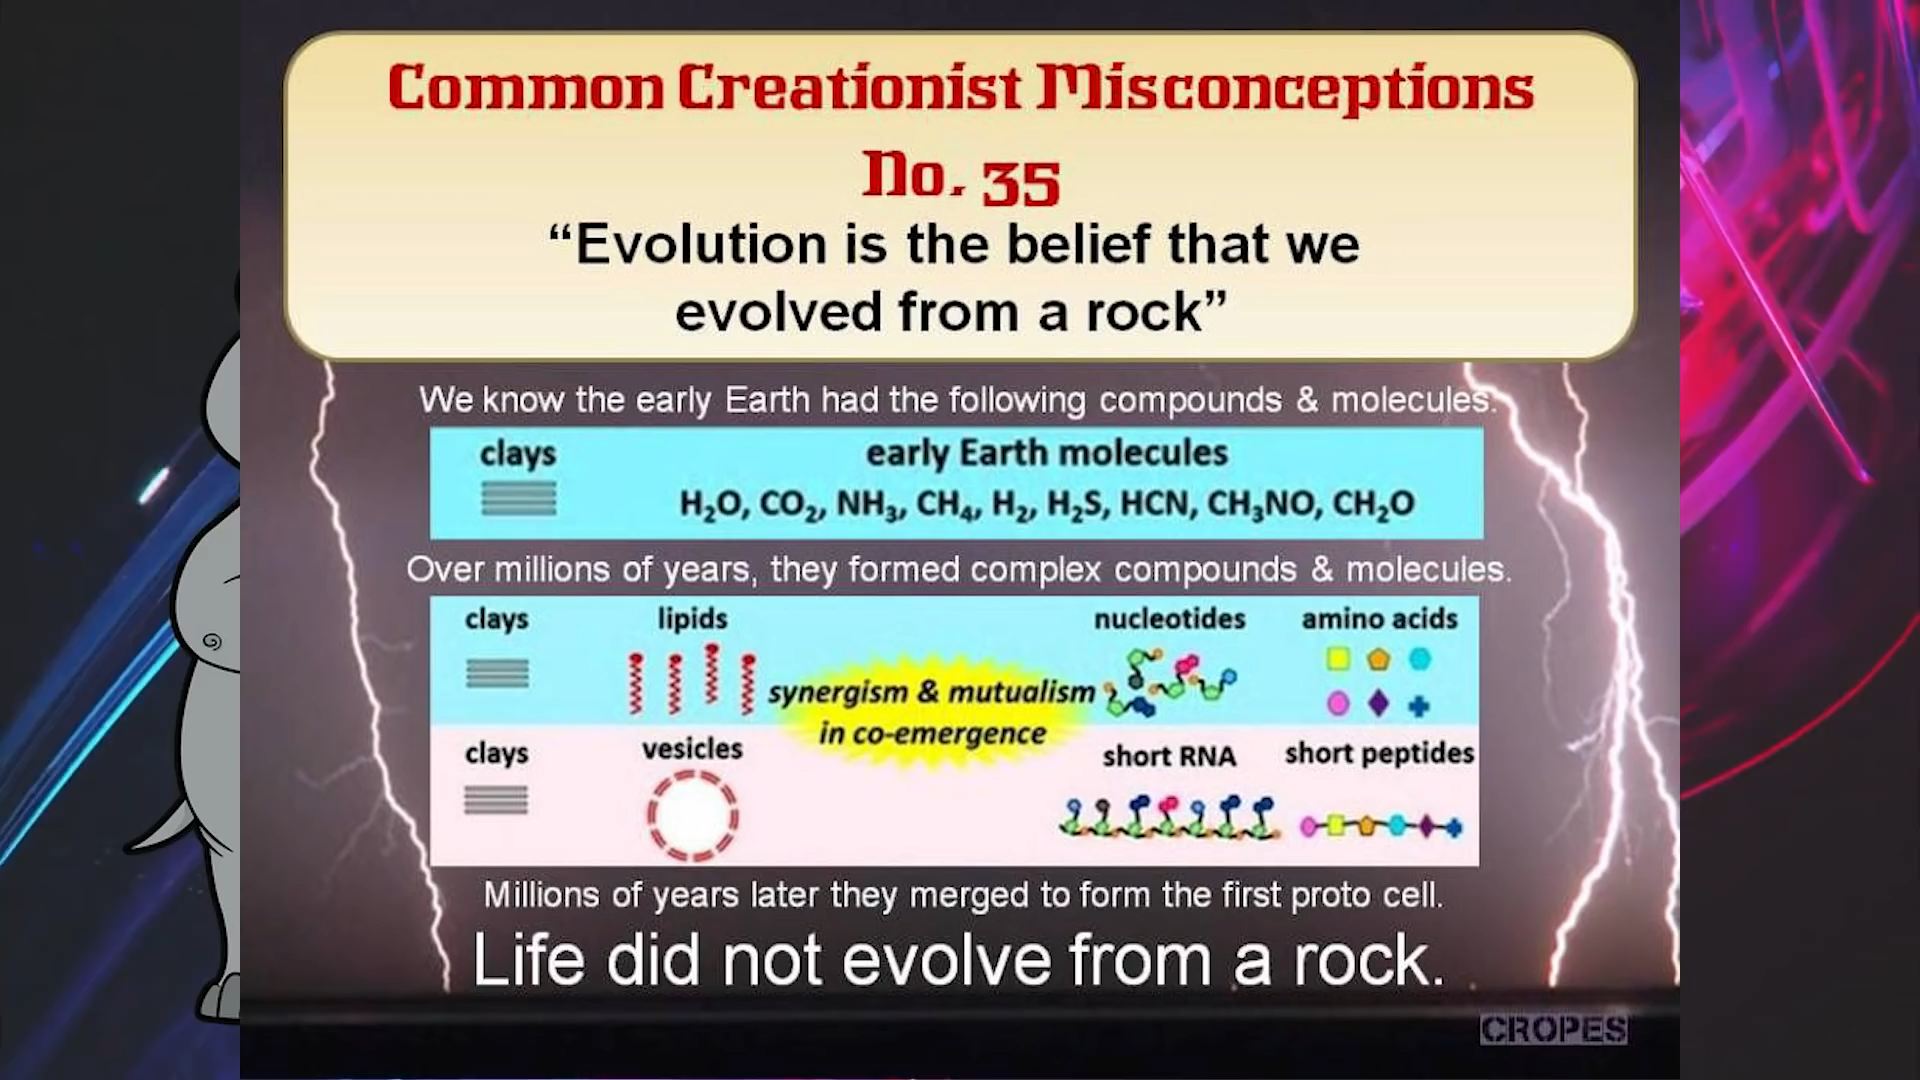 Common Creationist Misconceptions
No. 35
“Evolution is the belief that we
evolved from a rock”
We know the early Earth had the following compounds & molecules.
clays
early Earth molecules
H₂O, CO₂, NH₃, CH₄, H₂, H₂S, HCN, CH₃NO, CH₂O
Over millions of years, they formed complex compounds & molecules.
clays
lipids
nucleotides
amino acids
synergism & mutualism
in co-emergence
clays
vesicles
short RNA
short peptides
Millions of years later they merged to form the first proto cell.
Life did not evolve from a rock.
CROPES